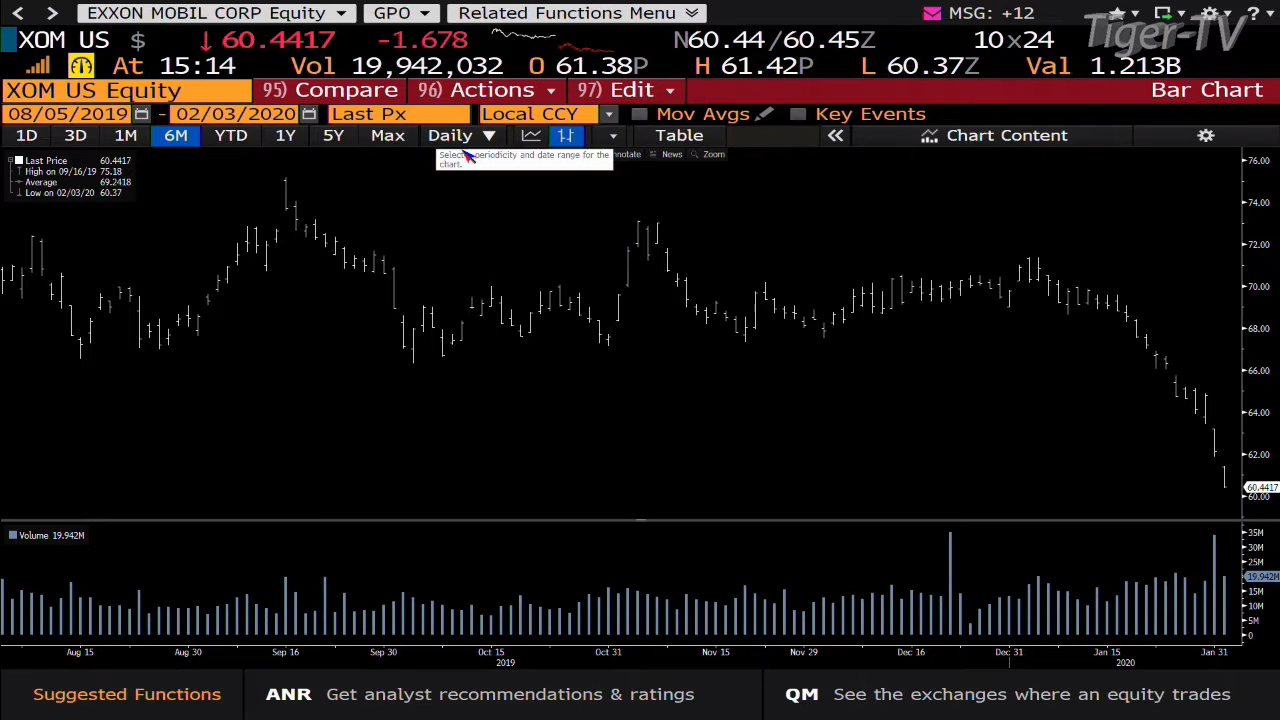 EXXON MOBIL CORP Equity GPO Related Functions Menu MSG: +12 ?
Tiger-TV
XOM US $ ↓ 60.4417 -1.678 N60.44/60.45Z 10x24
At 15:14 Vol 19,942,032 O 61.38P H 61.42P L 60.37Z Val 1.213B
XOM US Equity 95) Compare 96) Actions 97) Edit Bar Chart
08/05/2019 - 02/03/2020 Last Px Local CCY Mov Avgs Key Events
1D 3D 1M 6M YTD 1Y 5Y Max Daily ▼ Table « Chart Content
periodicity and date range for the
chart.
News Zoom
Last Price 60.4417
High on 09/16/19 75.18
Average 69.2418
Low on 02/03/20 60.37
76.00
74.00
72.00
70.00
68.00
66.00
64.00
62.00
60.4417
60.00
Volume 19.942M
35M
30M
25M
19.942M
15M
10M
5M
0
Aug 15 Aug 30 Sep 16 Sep 30 Oct 15 Oct 31 Nov 15 Nov 29 Dec 16 Dec 31 Jan 15 Jan 31
2019 2020
Suggested Functions ANR Get analyst recommendations & ratings QM See the exchanges where an equity trades